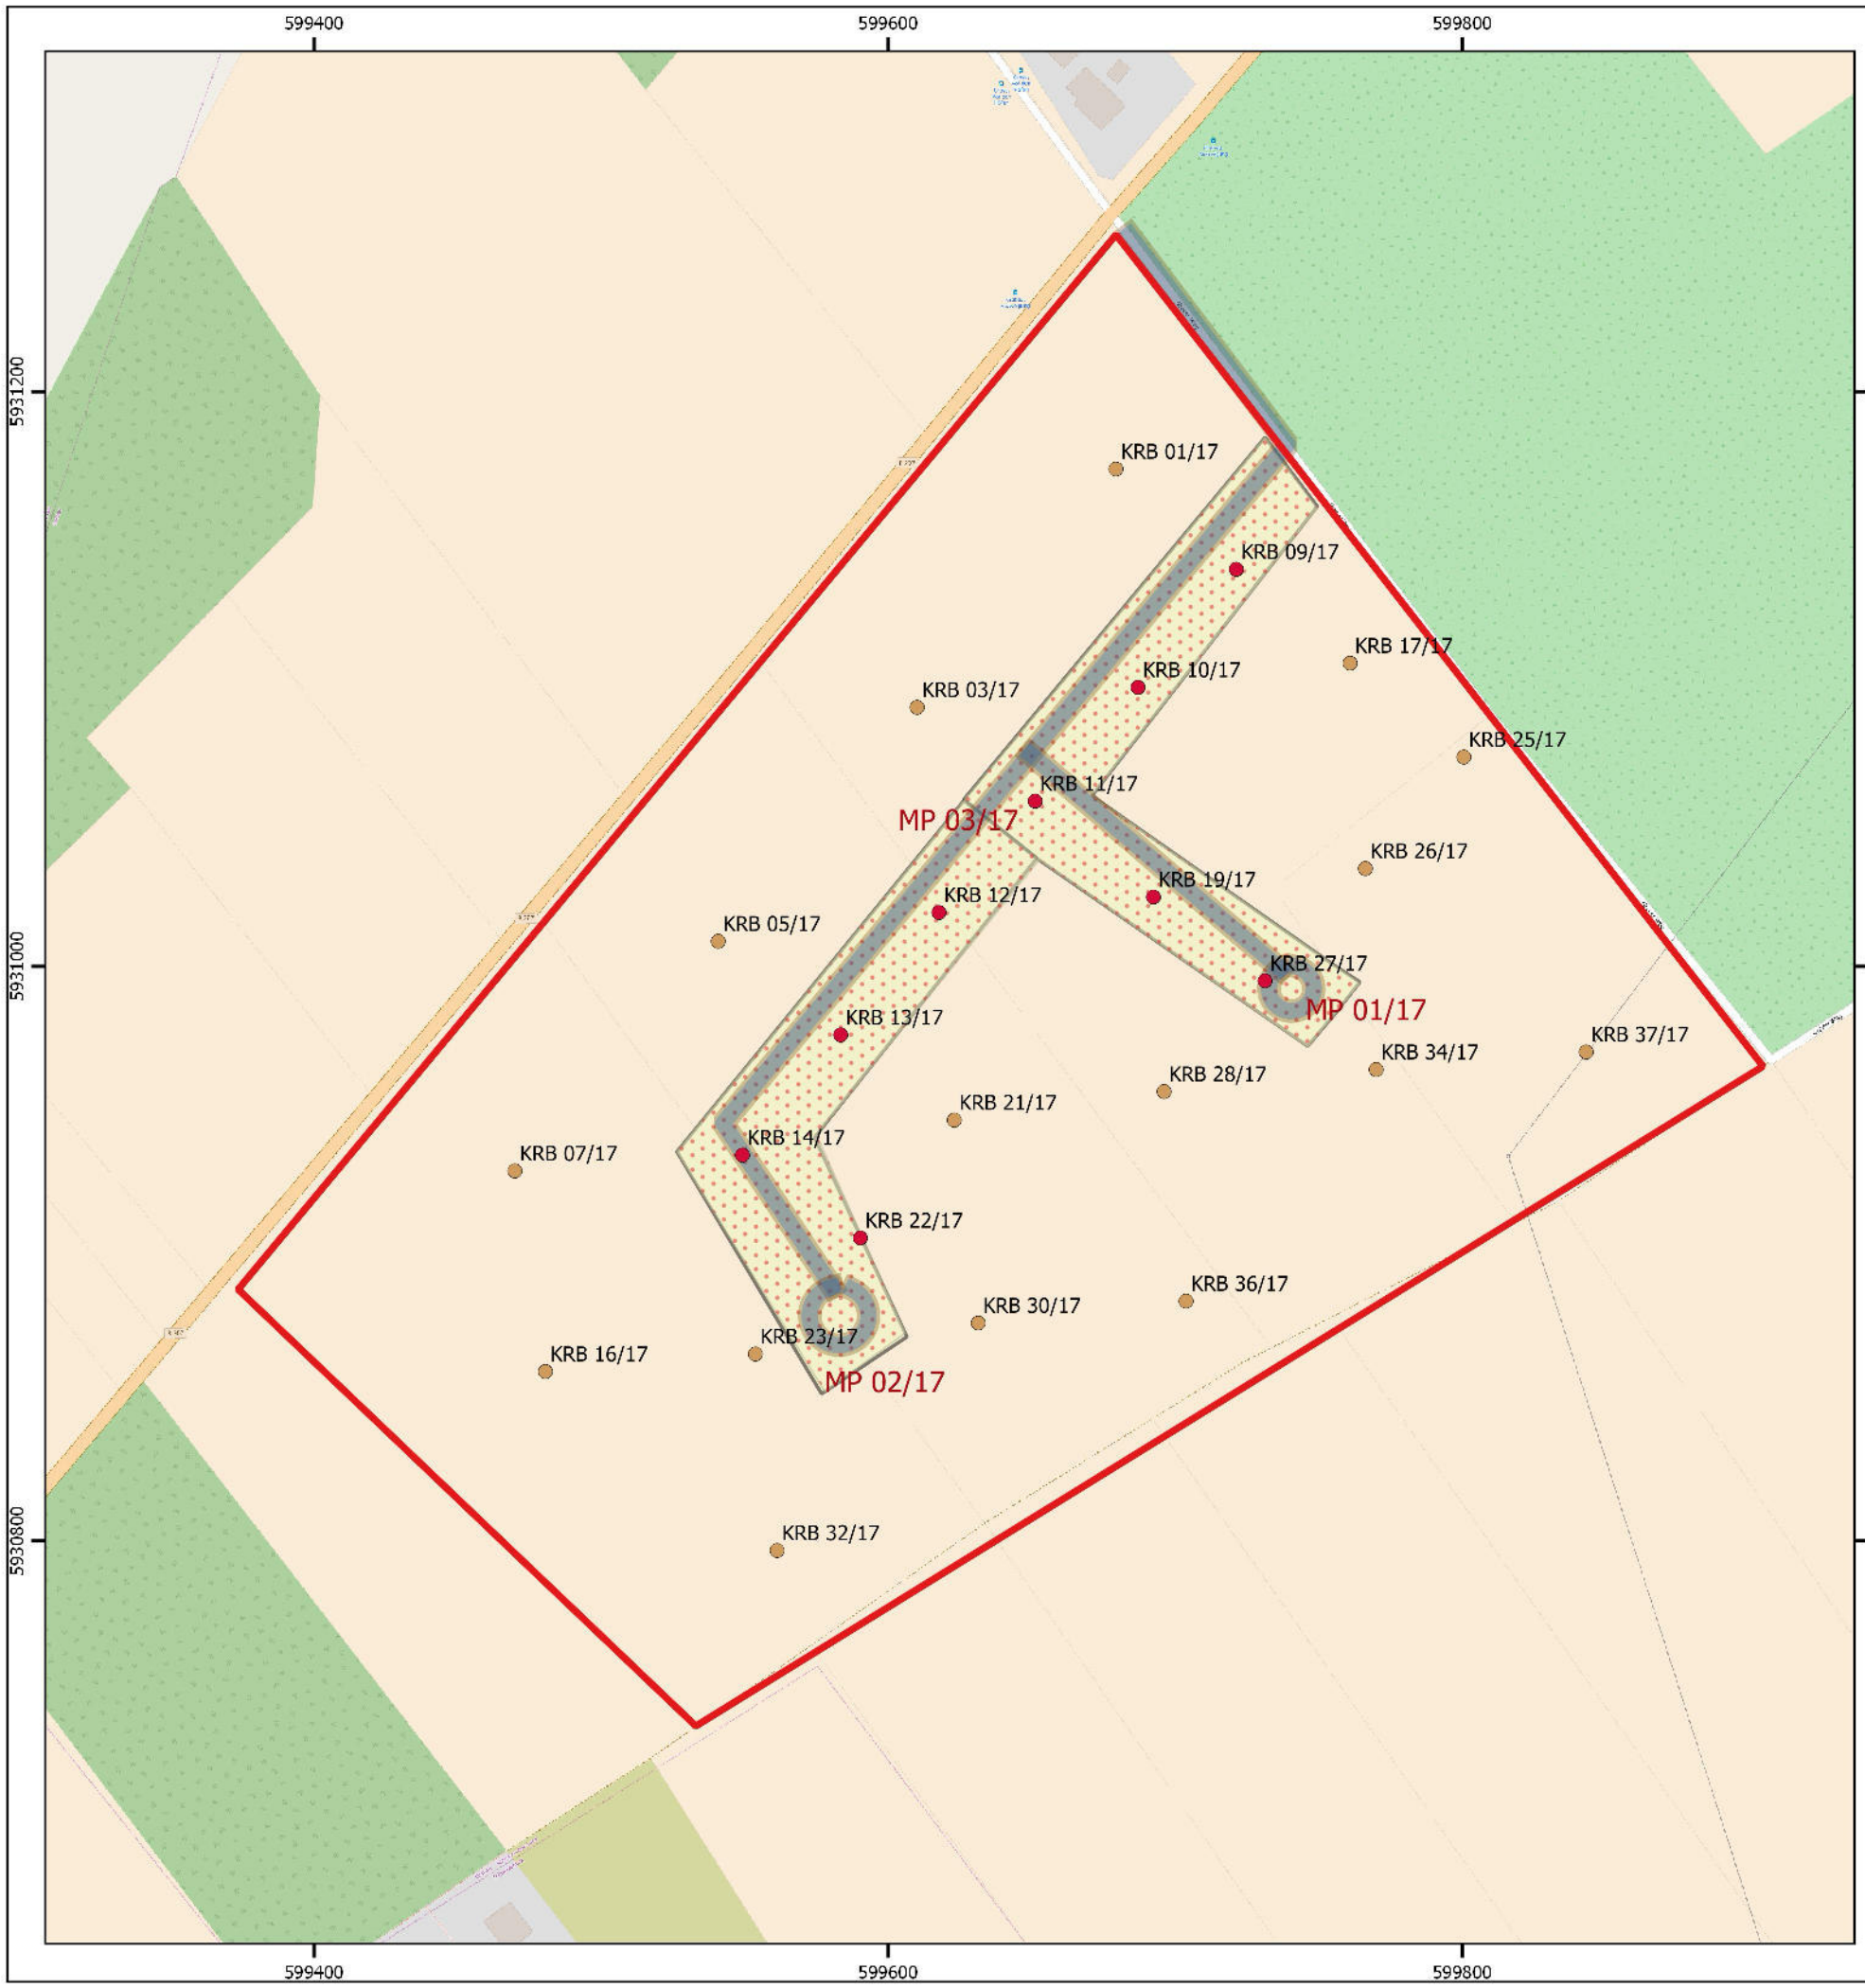 599400
599600
599800
5931200
KRB 01/17
KRB 09/17
KRB 17/17
KRB 10/17
KRB 03/17
KRB 25/17
KRB 11/17
MP 03/17
KRB 26/17
KRB 19/17
KRB 12/17
KRB 05/17
5931000
KRB 27/17
MP 01/17
KRB 13/17
KRB 37/17
KRB 34/17
KRB 28/17
KRB 21/17
KRB 14/17
KRB 07/17
KRB 22/17
KRB 36/17
KRB 30/17
KRB 23/17
KRB 16/17
MP 02/17
5930800
KRB 32/17
599400
599600
599800